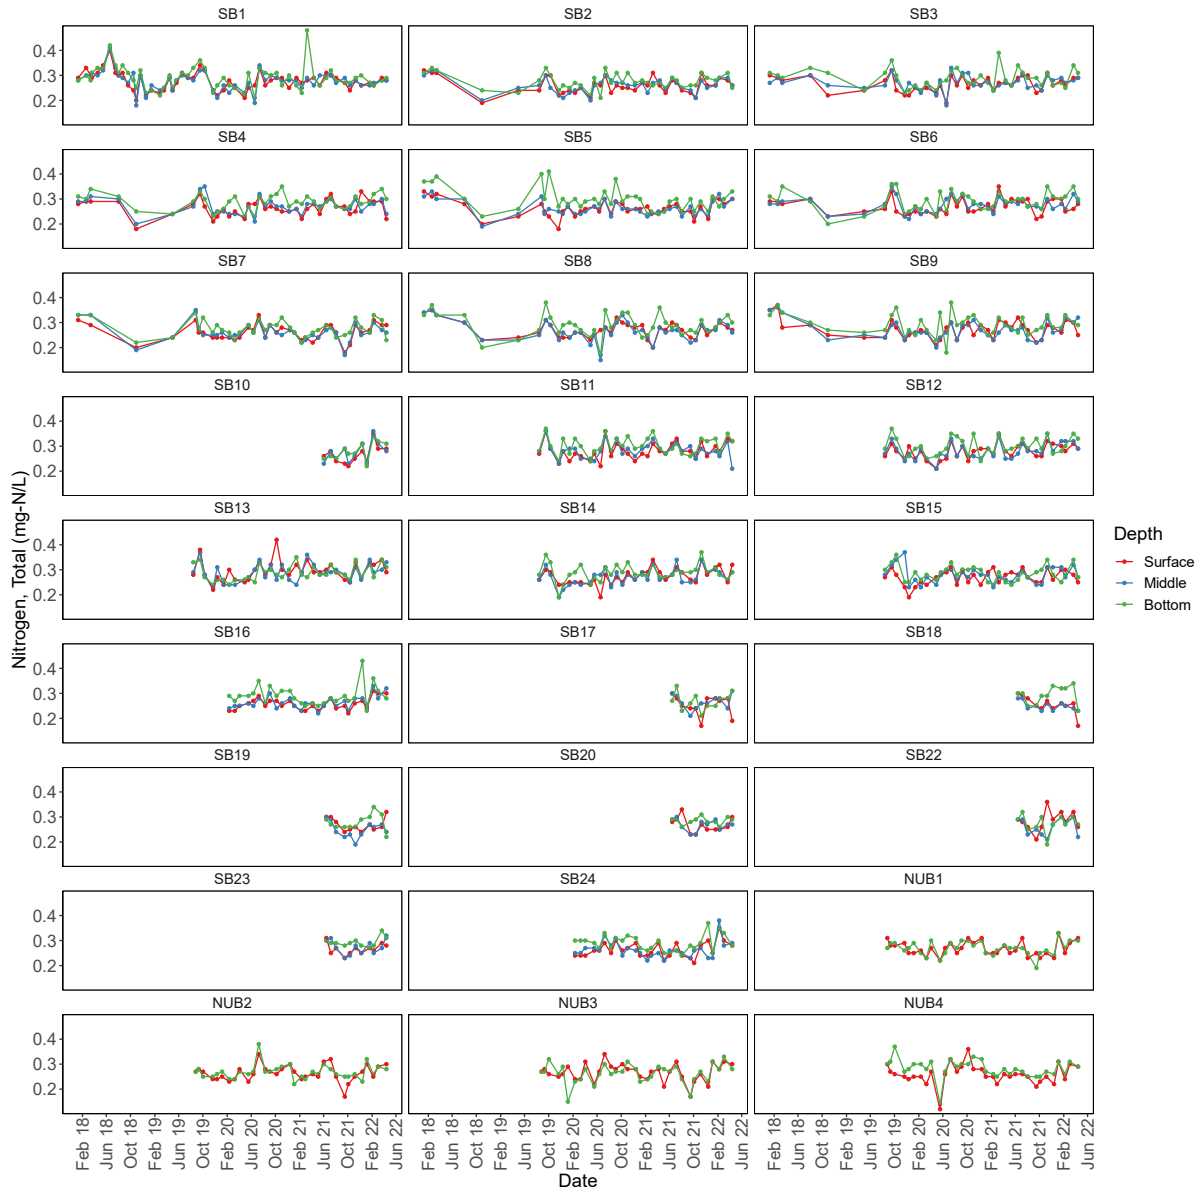 SB1 SB2 SB3
0.4
0.3
0.2
SB4 SB5 SB6
0.4
0.3
0.2
SB7 SB8 SB9
0.4
0.3
0.2
SB10 SB11 SB12
0.4
0.3
0.2
SB13 SB14 SB15
0.4
0.3
0.2
SB16 SB17 SB18
0.4
0.3
0.2
SB19 SB20 SB22
0.4
0.3
0.2
SB23 SB24 NUB1
0.4
0.3
0.2
NUB2 NUB3 NUB4
0.4
0.3
0.2
Nitrogen, Total (mg-N/L)
Feb 18 Jun 18 Oct 18 Feb 19 Jun 19 Oct 19 Feb 20 Jun 20 Oct 20 Feb 21 Jun 21 Oct 21 Feb 22 Jun 22
Feb 18 Jun 18 Oct 18 Feb 19 Jun 19 Oct 19 Feb 20 Jun 20 Oct 20 Feb 21 Jun 21 Oct 21 Feb 22 Jun 22
Feb 18 Jun 18 Oct 18 Feb 19 Jun 19 Oct 19 Feb 20 Jun 20 Oct 20 Feb 21 Jun 21 Oct 21 Feb 22 Jun 22
Date
Depth
Surface
Middle
Bottom